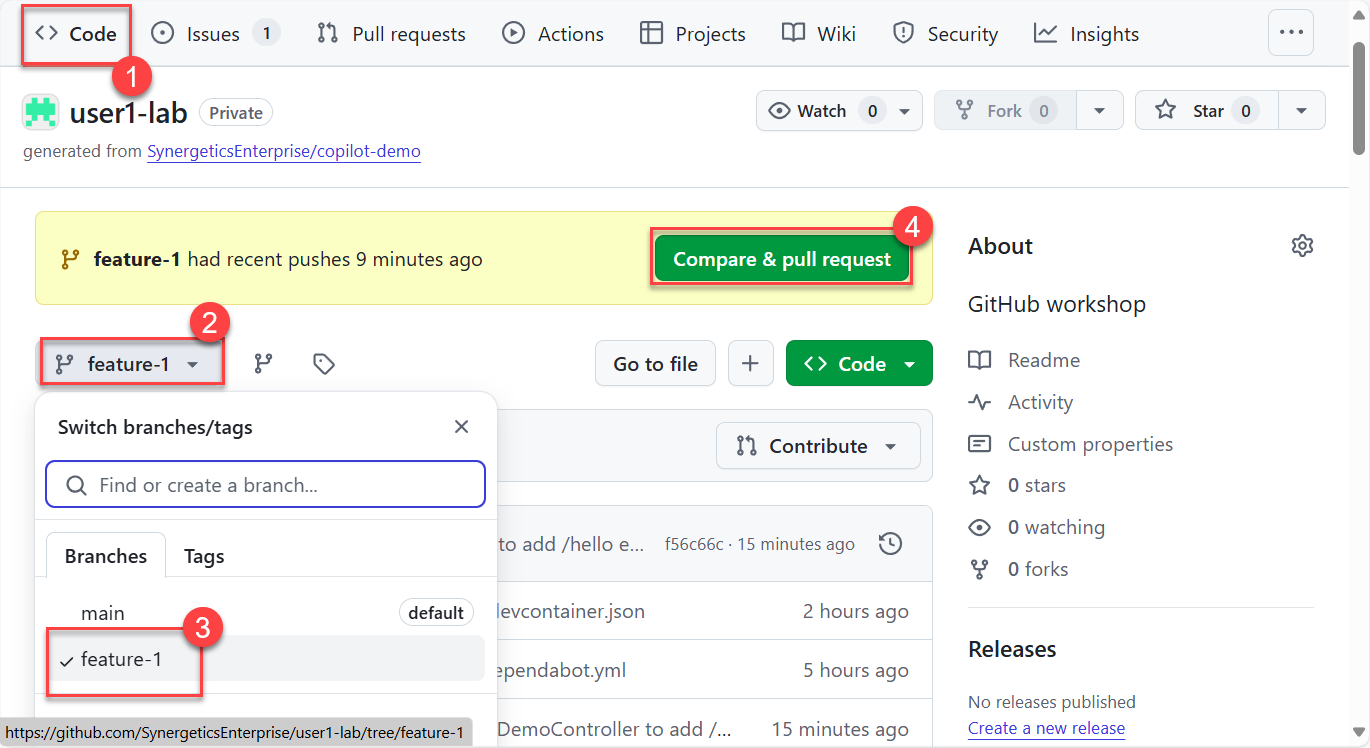 Code Issues 1 Pull requests Actions Projects Wiki Security Insights
1
user1-lab Private Watch 0 Fork 0 Star 0
generated from SynergeticsEnterprise/copilot-demo
4
feature-1 had recent pushes 9 minutes ago Compare & pull request
About
GitHub workshop
2
feature-1 Go to file Code
Readme
Activity
Switch branches/tags
Contribute
Custom properties
Find or create a branch...
0 stars
0 watching
Branches Tags
to add /hello e... f56c66c · 15 minutes ago
0 forks
main default
evcontainer.json 2 hours ago
3
feature-1
Releases
ependabot.yml 5 hours ago
No releases published
https://github.com/SynergeticsEnterprise/user1-lab/tree/feature-1
DemoController to add /... 15 minutes ago
Create a new release